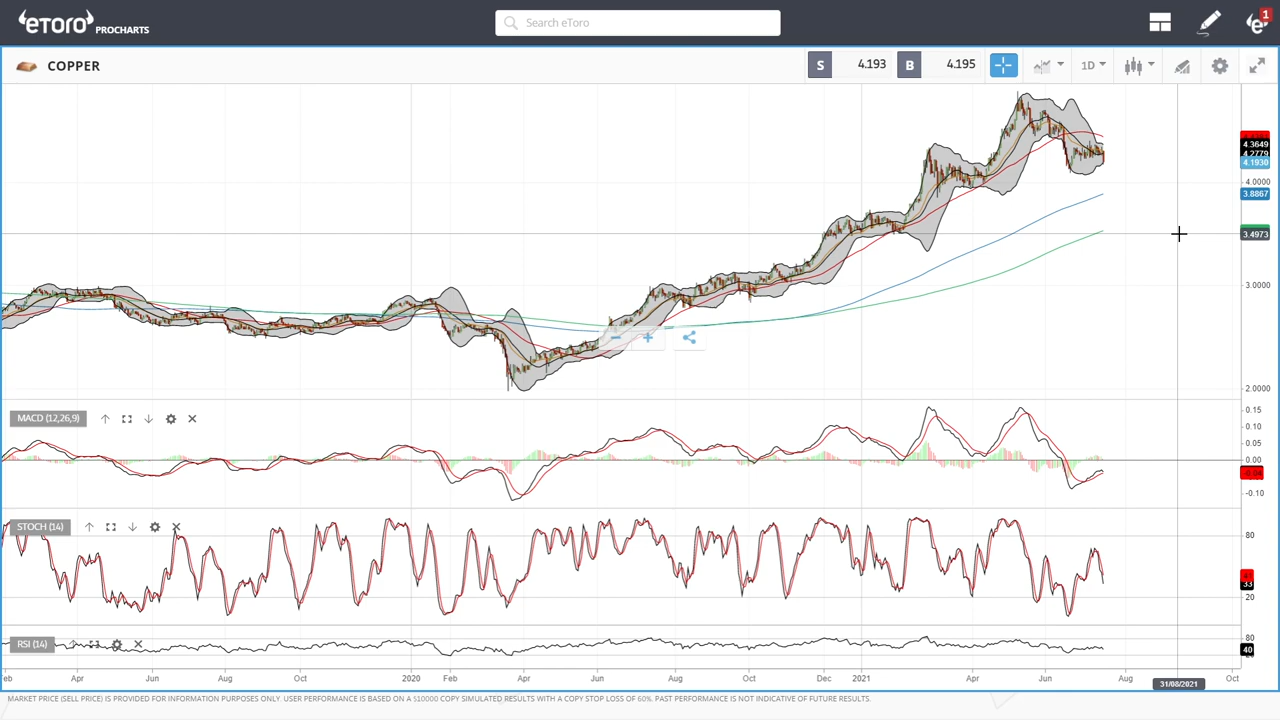 eToro PROCHARTS
Search eToro
1
COPPER
S 4.193 B 4.195
1D
4.3649
4.2779
4.1930
4.0000
3.8867
3.4973
3.0000
2.0000
MACD (12,26,9)
0.15
0.10
0.05
0.00
-0.10
STOCH (14)
80
33
20
RSI (14)
80
40
Feb Apr Jun Aug Oct 2020 Feb Apr Jun Aug Oct Dec 2021 Apr Jun Aug Oct
31/08/2021
MARKET PRICE (SELL PRICE) IS PROVIDED FOR INFORMATION PURPOSES ONLY. USER PERFORMANCE IS BASED ON A $10000 COPY SIMULATED RESULTS WITH A COPY STOP LOSS OF 60%. PAST PERFORMANCE IS NOT INDICATIVE OF FUTURE RESULTS.